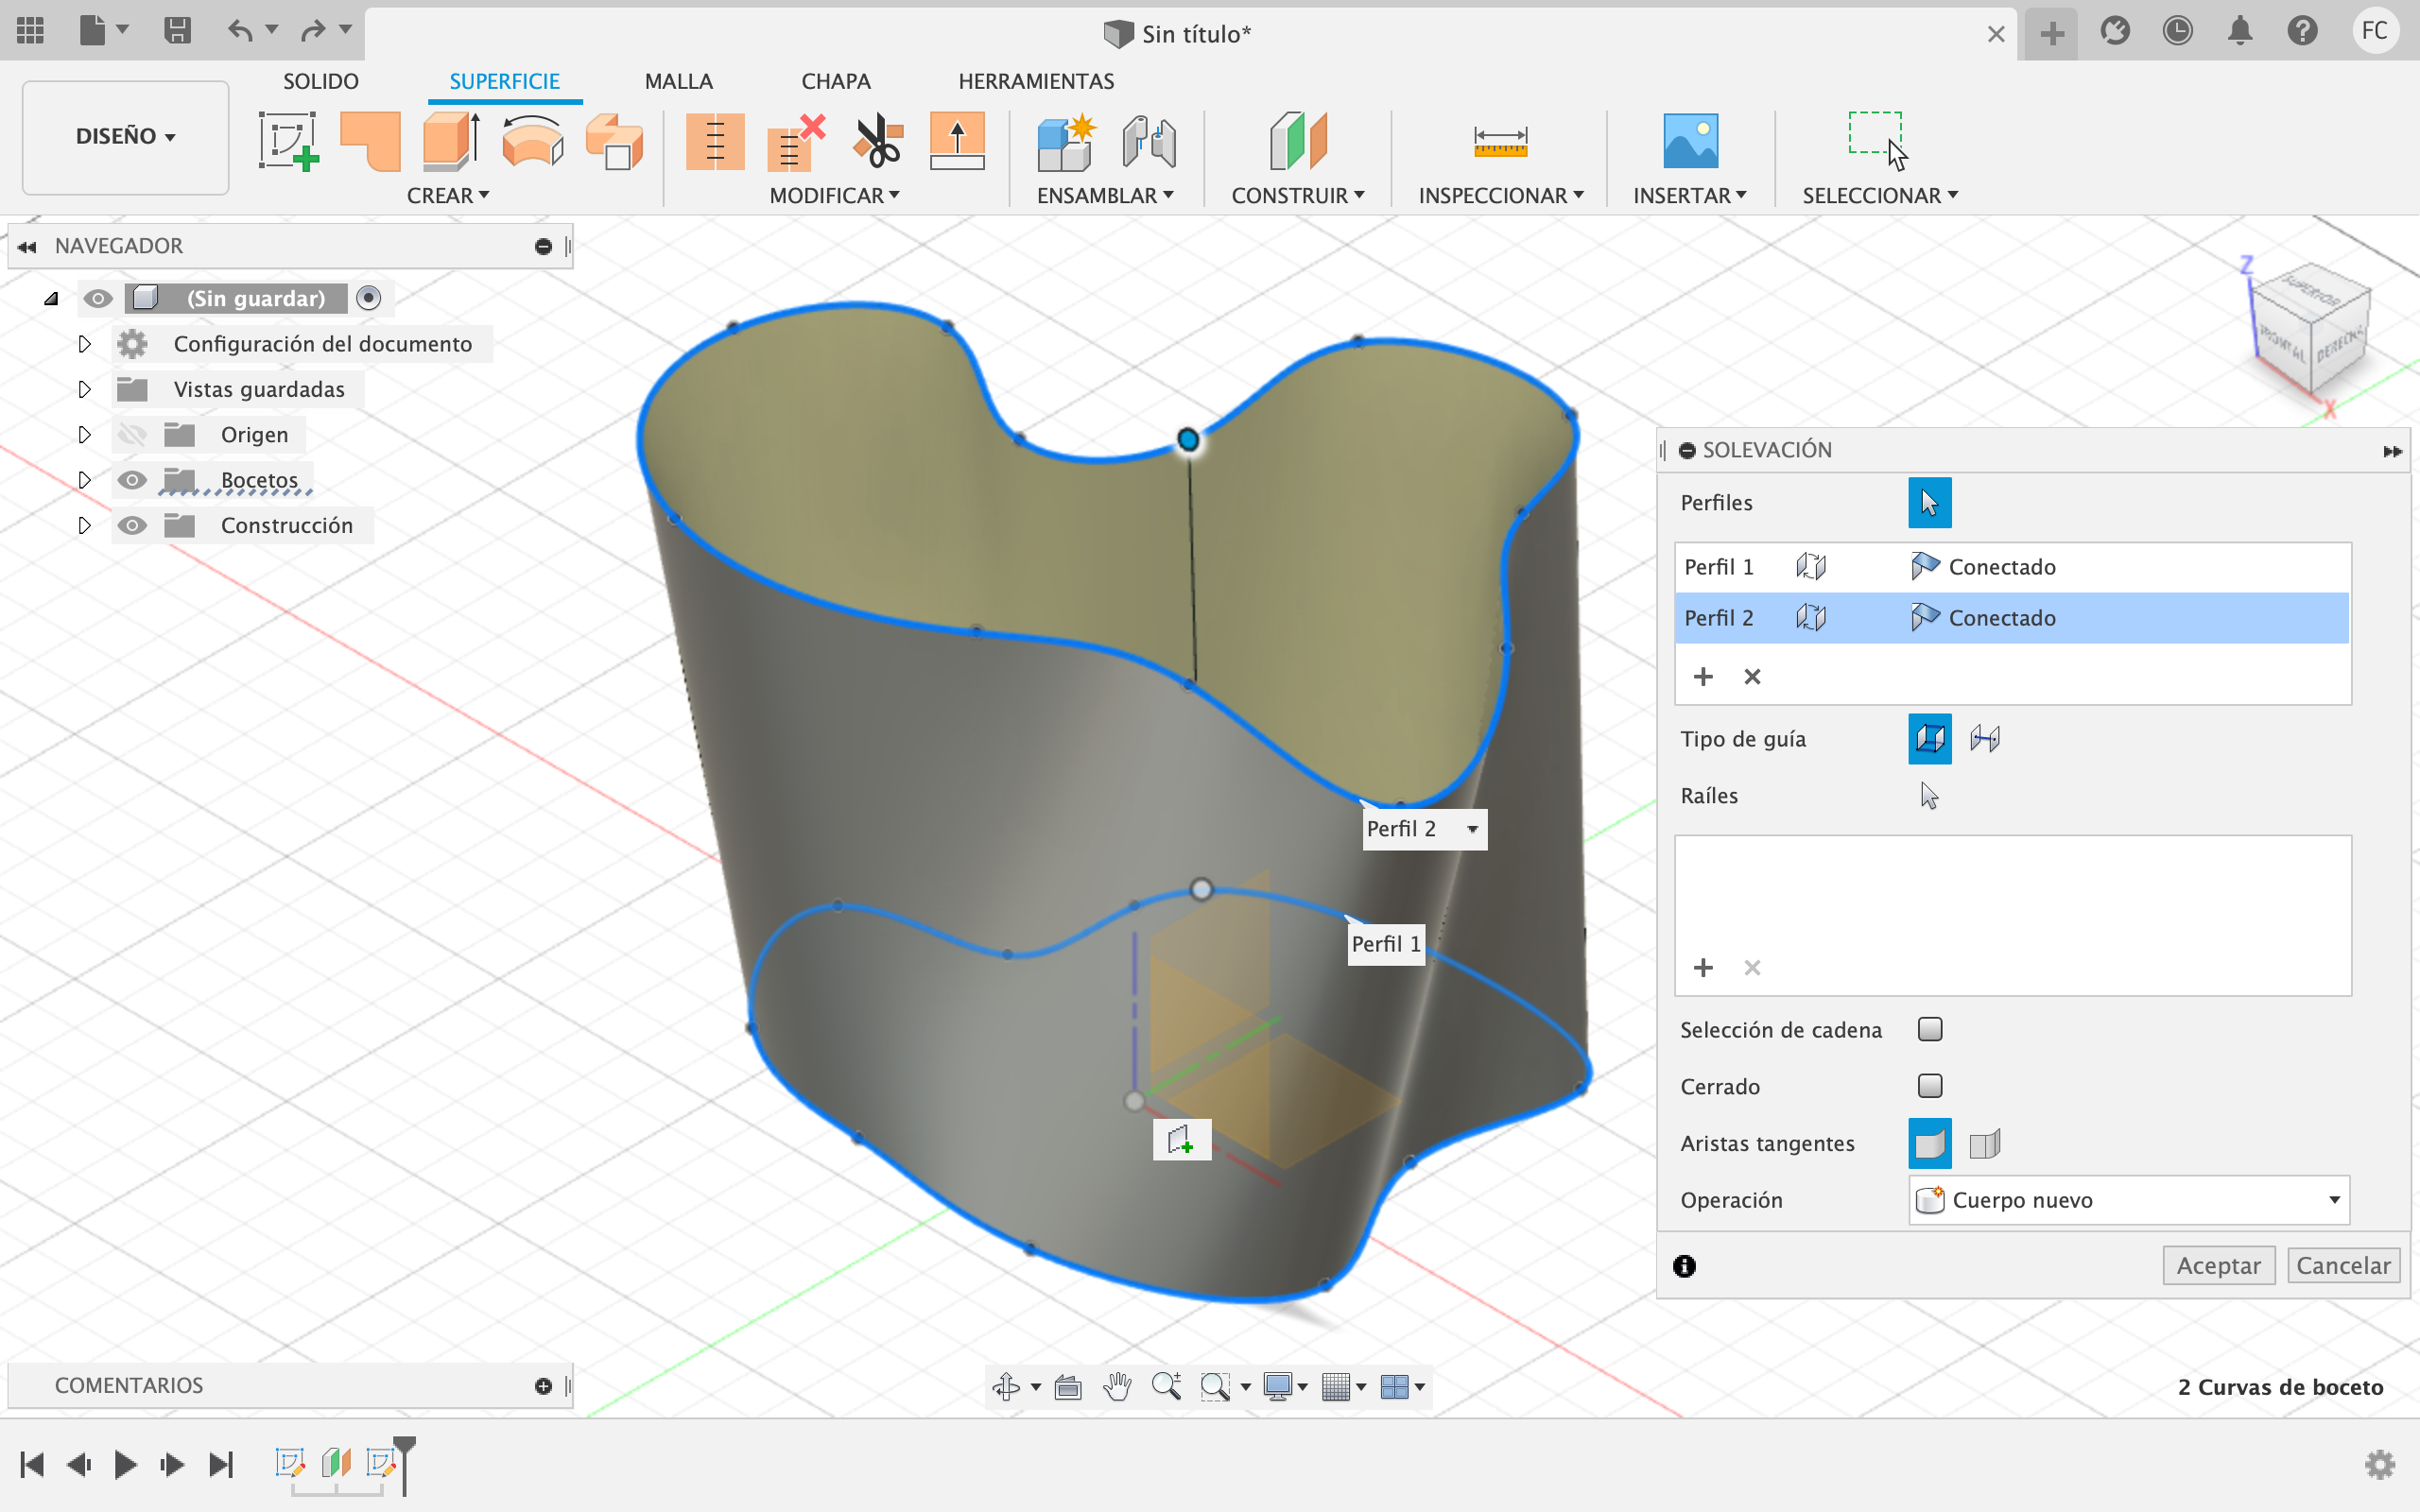 Sin título*
FC
SOLIDO
SUPERFICIE
MALLA
CHAPA
HERRAMIENTAS
DISEÑO
CREAR
MODIFICAR
ENSAMBLAR
CONSTRUIR
INSPECCIONAR
INSERTAR
SELECCIONAR
NAVEGADOR
(Sin guardar)
Configuración del documento
Vistas guardadas
Origen
Bocetos
Construcción
Z
SUPERIOR
FRONTAL
DERECHA
X
SOLEVACIÓN
Perfiles
Perfil 1 Conectado
Perfil 2 Conectado
Tipo de guía
Raíles
Selección de cadena
Cerrado
Aristas tangentes
Operación Cuerpo nuevo
Aceptar Cancelar
Perfil 2
Perfil 1
COMENTARIOS
2 Curvas de boceto